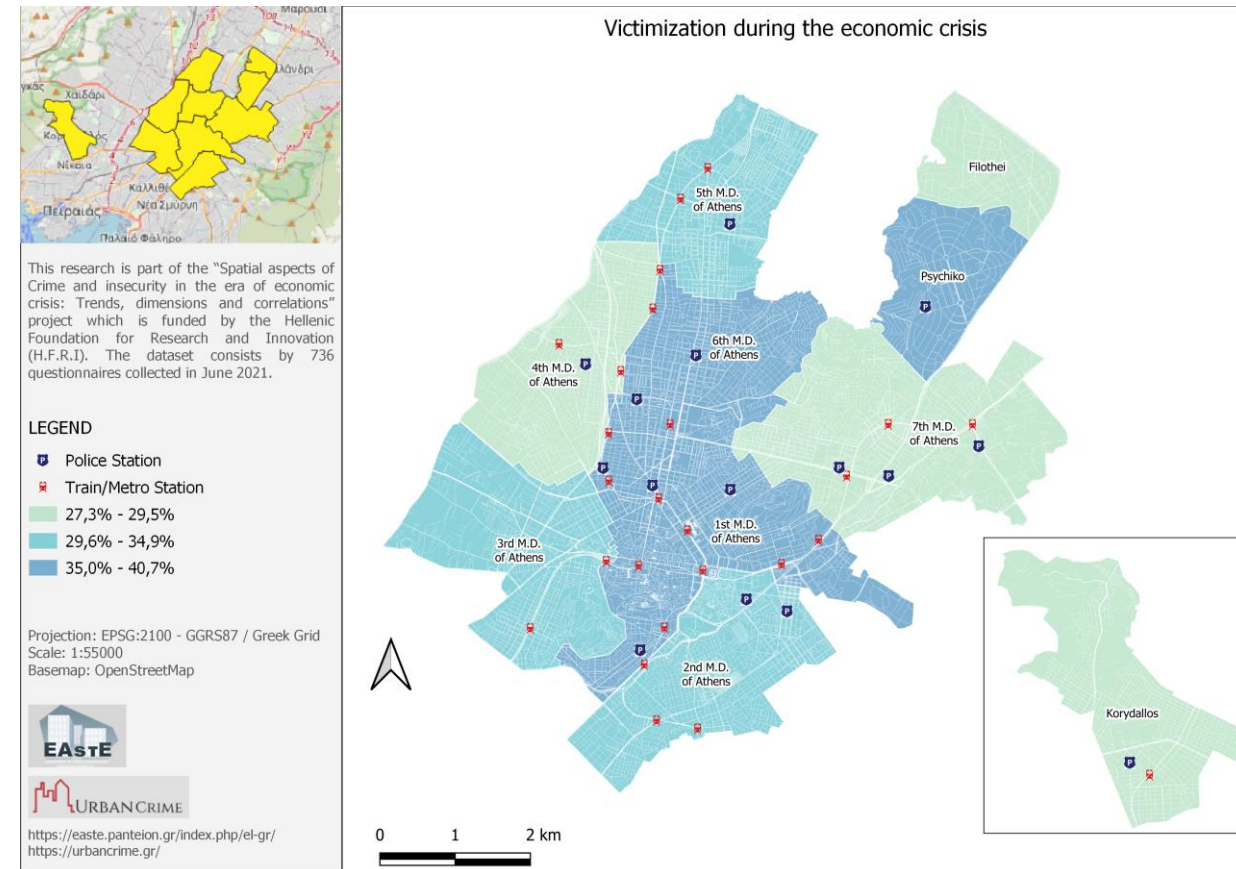 Μαρούσι
Χαϊδάρι
Νίκαια
Καλλιθέ
Πειραιάς
Νέα Σμύρνη
Παλαιό Φάληρο
This research is part of the “Spatial aspects of
Crime and insecurity in the era of economic
crisis: Trends, dimensions and correlations”
project which is funded by the Hellenic
Foundation for Research and Innovation
(H.F.R.I). The dataset consists by 736
questionnaires collected in June 2021.
LEGEND
Police Station
Train/Metro Station
27,3% - 29,5%
29,6% - 34,9%
35,0% - 40,7%
Projection: EPSG:2100 - GGRS87 / Greek Grid
Scale: 1:55000
Basemap: OpenStreetMap
EAsTE
URBAN CRIME
https://easte.panteion.gr/index.php/el-gr/
https://urbancrime.gr/
Victimization during the economic crisis
Filothei
5th M.D.
of Athens
Psychiko
6th M.D.
of Athens
4th M.D.
of Athens
7th M.D.
of Athens
1st M.D.
of Athens
3rd M.D.
of Athens
2nd M.D.
of Athens
Korydallos
0 1 2 km